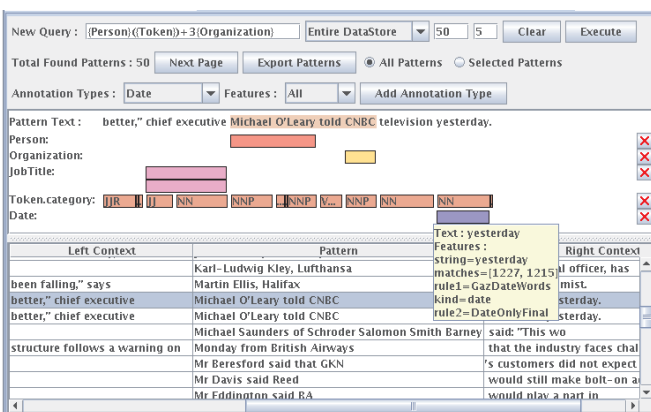 New Query : {Person}({Token})+3{Organization} Entire DataStore 50 5 Clear Execute
Total Found Patterns : 50 Next Page Export Patterns All Patterns Selected Patterns
Annotation Types : Date Features : All Add Annotation Type
Pattern Text : better," chief executive Michael O'Leary told CNBC television yesterday.
Person:
Organization:
JobTitle:
Token.category: JJR JJ NN NNP ... NNP V... NNP NN NN
Date:
Text : yesterday
Features :
string=yesterday
matches=[1227, 1215]
rule1=GazDateWords
kind=date
rule2=DateOnlyFinal
Left Context Pattern Right Context
Karl-Ludwig Kley, Lufthansa al officer, has
been falling," says Martin Ellis, Halifax mist.
better," chief executive Michael O'Leary told CNBC sterday.
better," chief executive Michael O'Leary told CNBC sterday.
Michael Saunders of Schroder Salomon Smith Barney said: "This wo
structure follows a warning on Monday from British Airways that the industry faces chal
Mr Beresford said that GKN 's customers did not expect
Mr Davis said Reed would still make bolt-on a
Mr Eddington said BA would play a part in